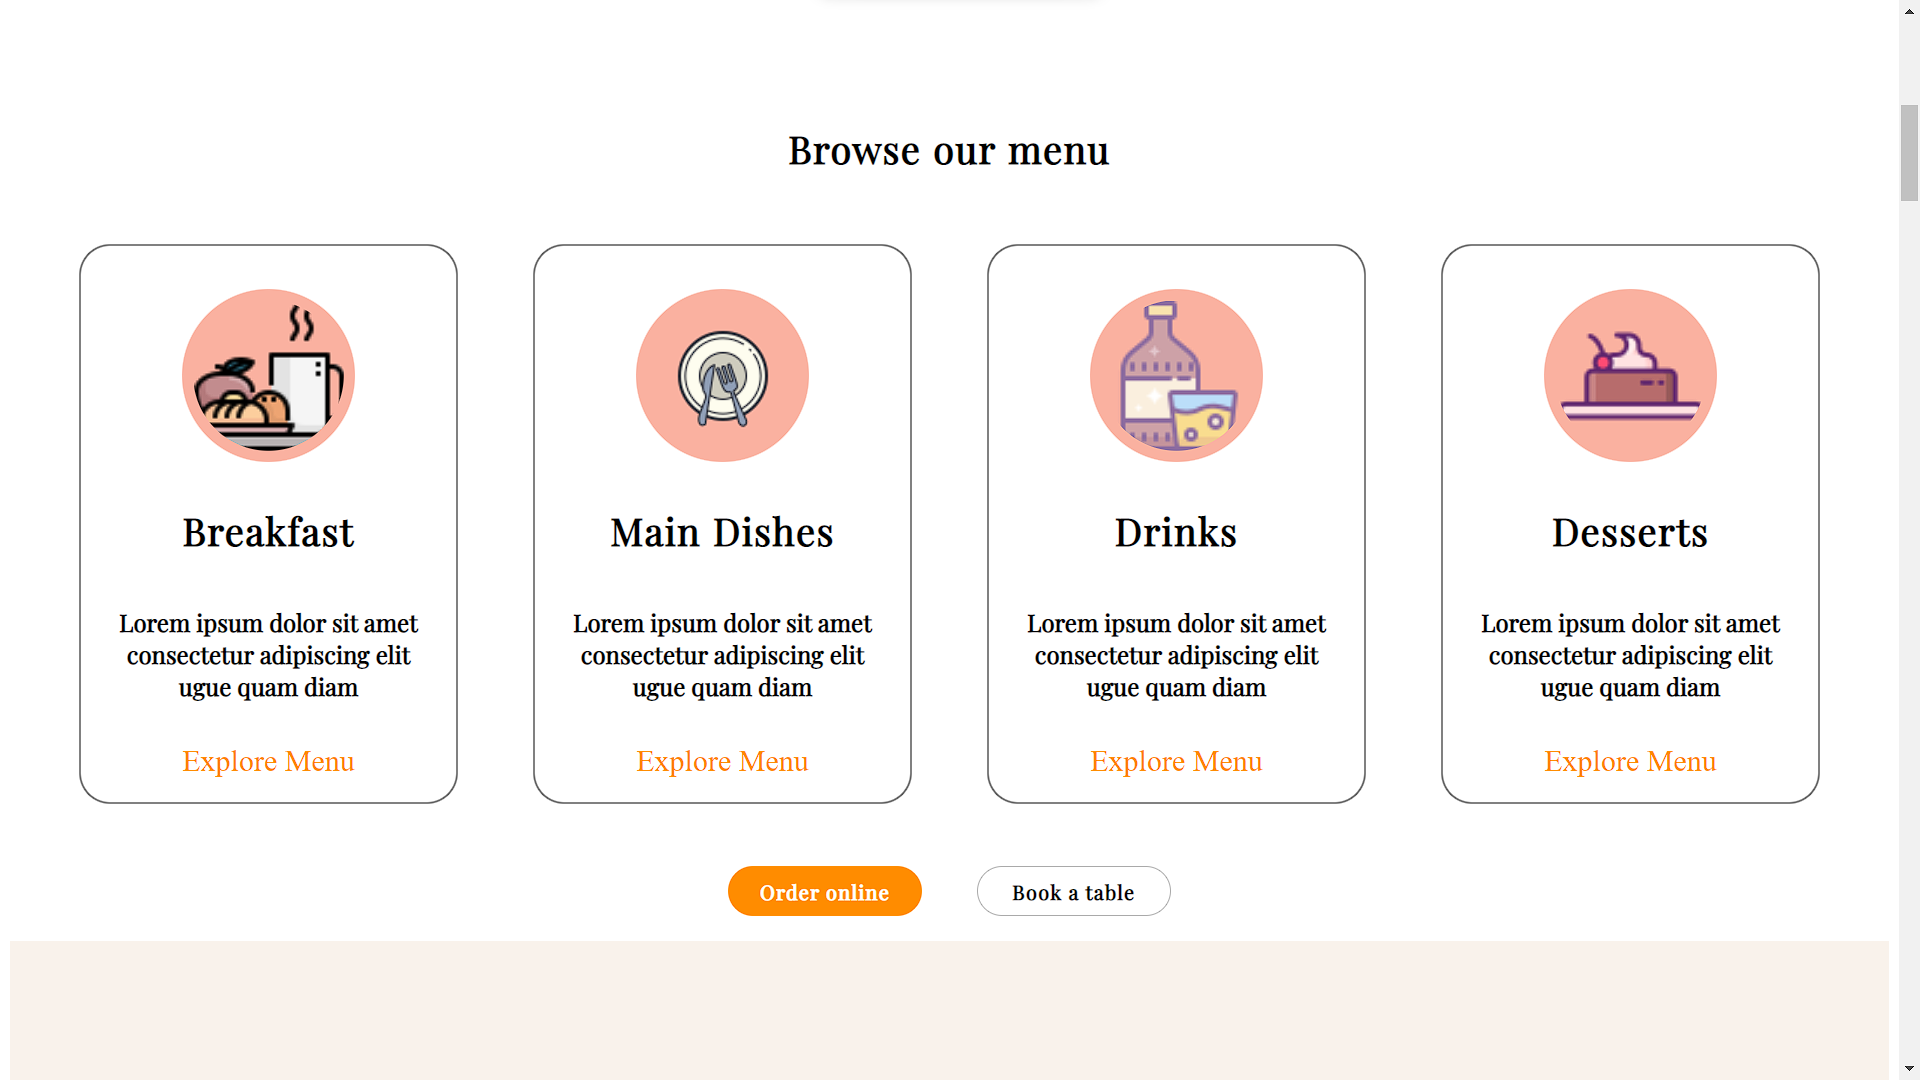 Browse our menu
Breakfast
Lorem ipsum dolor sit amet
consectetur adipiscing elit
ugue quam diam
Explore Menu
Main Dishes
Lorem ipsum dolor sit amet
consectetur adipiscing elit
ugue quam diam
Explore Menu
Drinks
Lorem ipsum dolor sit amet
consectetur adipiscing elit
ugue quam diam
Explore Menu
Desserts
Lorem ipsum dolor sit amet
consectetur adipiscing elit
ugue quam diam
Explore Menu
Order online
Book a table